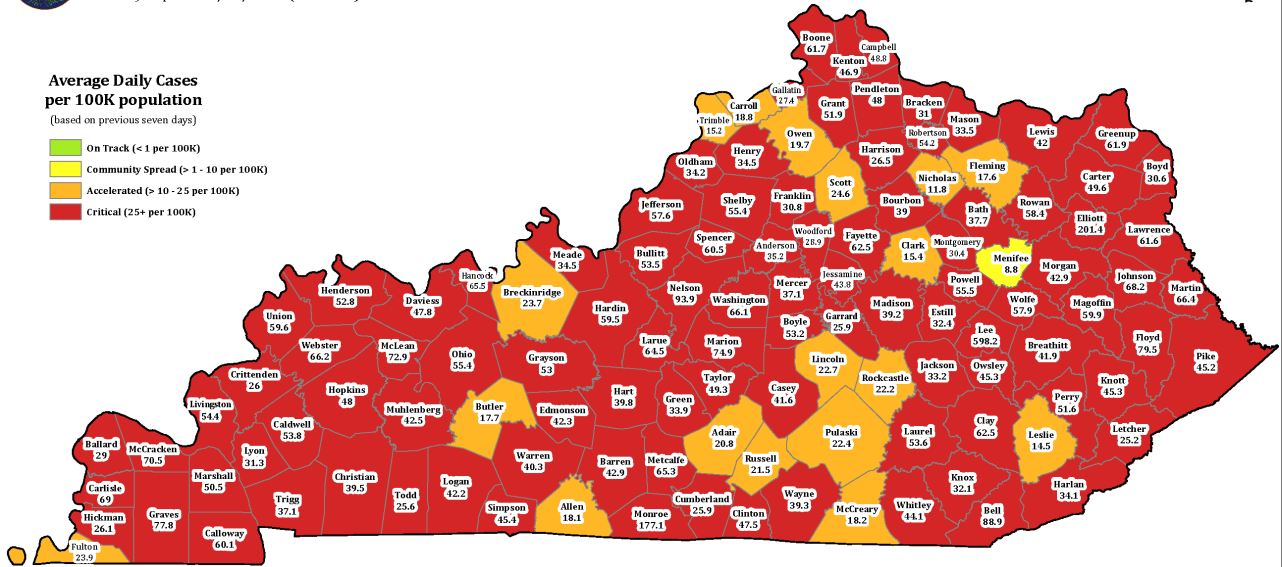 Average Daily Cases
per 100K population
(based on previous seven days)
On Track (< 1 per 100K)
Community Spread (> 1 - 10 per 100K)
Accelerated (> 10 - 25 per 100K)
Critical (25+ per 100K)
Boone
61.7
Kenton
46.9
Campbell
48.8
Gallatin
27.4
Carroll
18.8
Trimble
15.2
Grant
51.9
Pendleton
48
Bracken
31
Mason
33.5
Robertson
54.2
Lewis
42
Greenup
61.9
Owen
19.7
Henry
34.5
Oldham
34.2
Harrison
26.5
Nicholas
11.8
Fleming
17.6
Carter
49.6
Boyd
30.6
Scott
24.6
Jefferson
57.6
Shelby
55.4
Franklin
30.8
Bourbon
39
Bath
37.7
Rowan
58.4
Elliott
201.4
Lawrence
61.6
Spencer
60.5
Bullitt
53.5
Anderson
35.2
Woodford
28.9
Fayette
62.5
Clark
15.4
Montgomery
30.4
Menifee
8.8
Morgan
42.9
Johnson
68.2
Martin
66.4
Meade
34.5
Hancock
65.5
Breckinridge
23.7
Henderson
52.8
Daviess
47.8
Union
59.6
Hardin
59.5
Nelson
93.9
Washington
66.1
Mercer
37.1
Jessamine
43.8
Madison
39.2
Powell
55.5
Estill
32.4
Wolfe
57.9
Magoffin
59.9
Webster
66.2
McLean
72.9
Ohio
55.4
Grayson
53
Larue
64.5
Marion
74.9
Boyle
53.2
Garrard
25.9
Lincoln
22.7
Rockcastle
22.2
Jackson
33.2
Lee
598.2
Owsley
45.3
Breathitt
41.9
Floyd
79.5
Pike
45.2
Knott
45.3
Crittenden
26
Livingston
54.4
Hopkins
48
Muhlenberg
42.5
Butler
17.7
Edmonson
42.3
Hart
39.8
Green
33.9
Taylor
49.3
Casey
41.6
Perry
51.6
Letcher
25.2
Leslie
14.5
Clay
62.5
Laurel
53.6
Pulaski
22.4
Adair
20.8
Russell
21.5
Caldwell
53.8
Lyon
31.3
Ballard
29
McCracken
70.5
Marshall
50.5
Christian
39.5
Trigg
37.1
Todd
25.6
Logan
42.2
Warren
40.3
Barren
42.9
Metcalfe
65.3
Simpson
45.4
Allen
18.1
Monroe
177.1
Cumberland
25.9
Clinton
47.5
Wayne
39.3
McCreary
18.2
Whitley
44.1
Knox
32.1
Bell
88.9
Harlan
34.1
Carlisle
69
Hickman
26.1
Graves
77.8
Calloway
60.1
Fulton
23.9